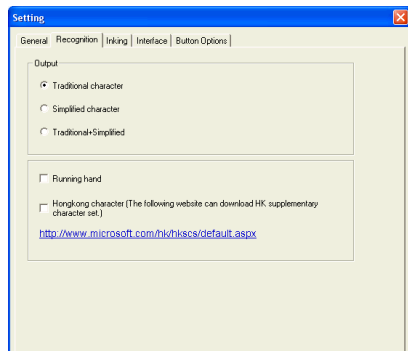 Setting
General Recognition Inking Interface Button Options
Output
Traditional character
Simplified character
Traditional+Simplified
Running hand
Hongkong character (The following website can download HK supplementary
character set.)
http://www.microsoft.com/hk/hkscs/default.aspx